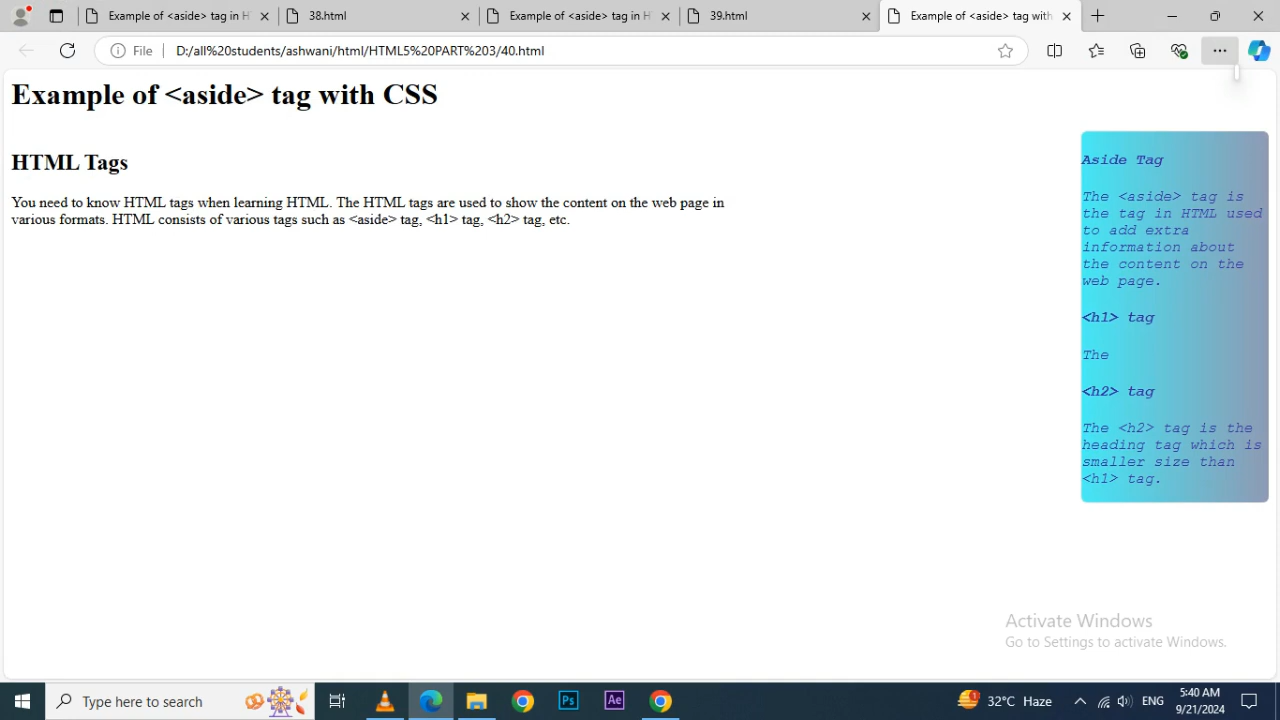 Example of <aside> tag in H
38.html
Example of <aside> tag in H
39.html
Example of <aside> tag with
File
D:/all%20students/ashwani/html/HTML5%20PART%203/40.html
Example of <aside> tag with CSS
HTML Tags
You need to know HTML tags when learning HTML. The HTML tags are used to show the content on the web page in
various formats. HTML consists of various tags such as <aside> tag, <h1> tag, <h2> tag, etc.
Aside Tag
The <aside> tag is
the tag in HTML used
to add extra
information about
the content on the
web page.
<h1> tag
The
<h2> tag
The <h2> tag is the
heading tag which is
smaller size than
<h1> tag.
Activate Windows
Go to Settings to activate Windows.
Type here to search
Ps
Ae
1
32°C Haze
ENG
5:40 AM
9/21/2024